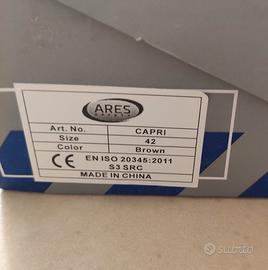 ARES
SAFETY
Art. No. CAPRI
Size 42
Color Brown
CE EN ISO 20345:2011
S3 SRC
MADE IN CHINA
subito